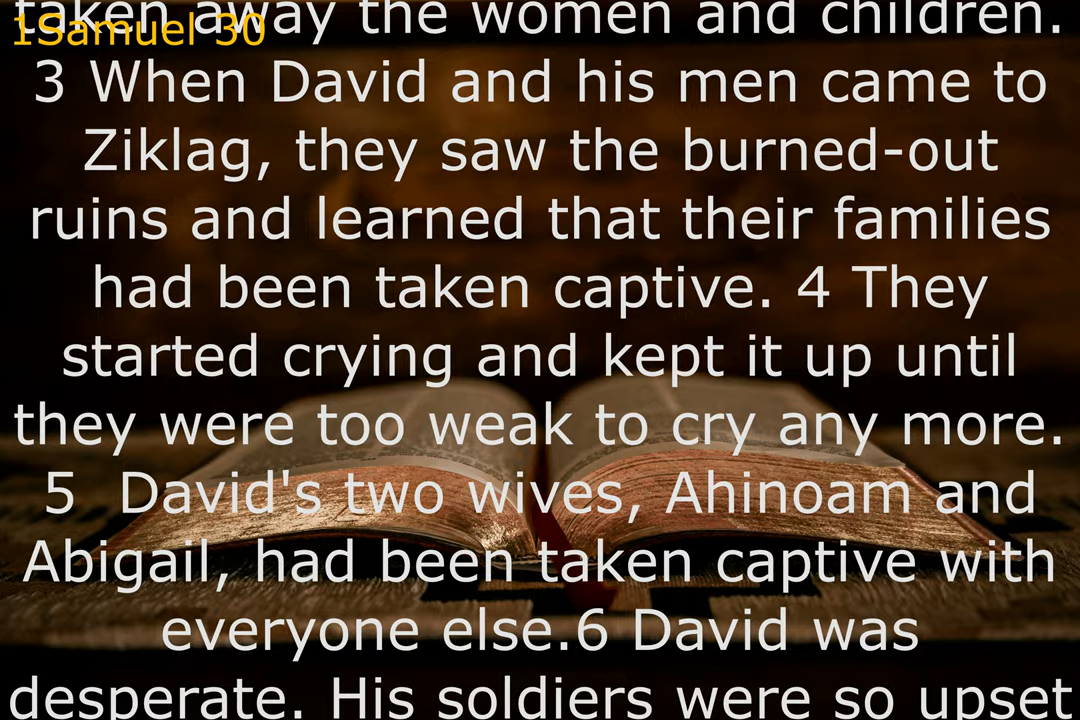 taken away the women and children.
1Samuel 30
3 When David and his men came to
Ziklag, they saw the burned-out
ruins and learned that their families
had been taken captive. 4 They
started crying and kept it up until
they were too weak to cry any more.
5  David's two wives, Ahinoam and
Abigail, had been taken captive with
everyone else.6 David was
desperate. His soldiers were so upset